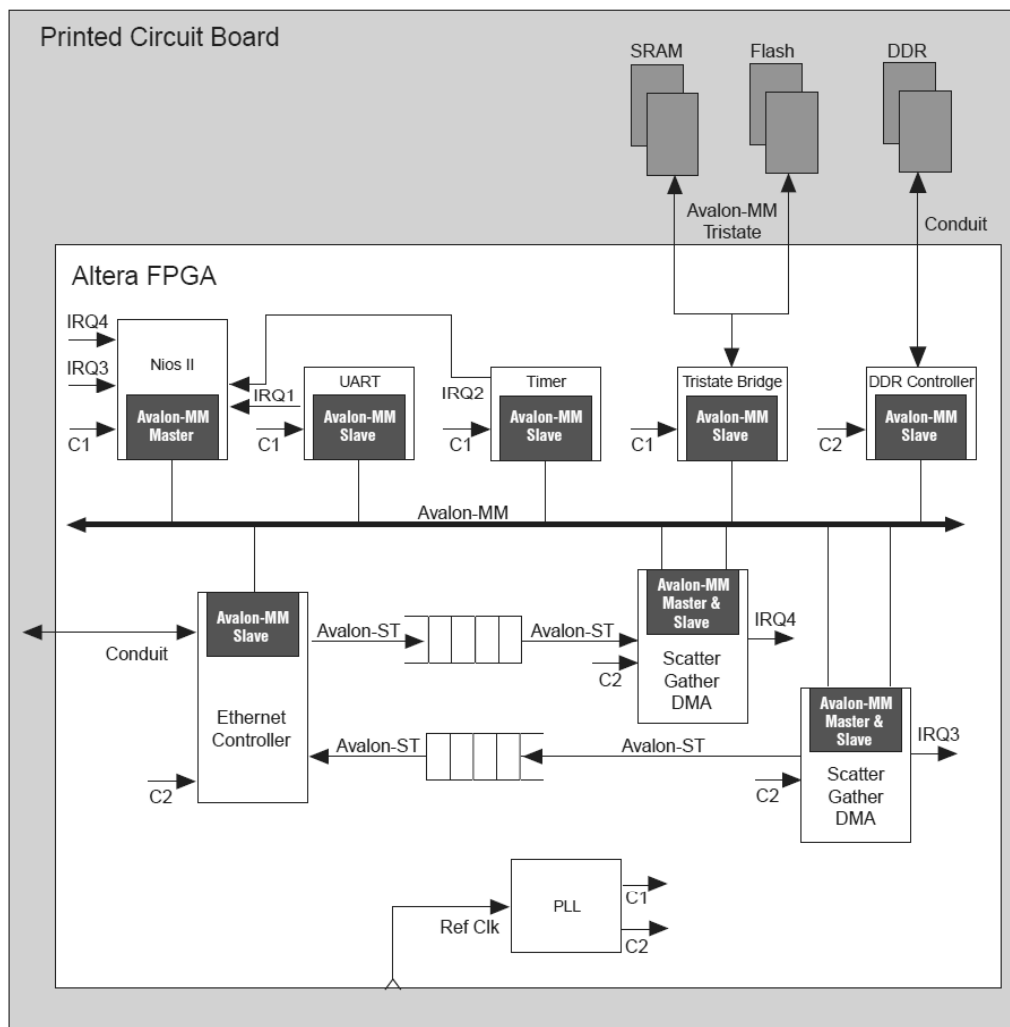 Printed Circuit Board
SRAM
Flash
DDR
Avalon-MM
Tristate
Conduit
Altera FPGA
IRQ4
IRQ3
C1
Nios II
Avalon-MM
Master
IRQ1
C1
UART
Avalon-MM
Slave
IRQ2
C1
Timer
Avalon-MM
Slave
C1
Tristate Bridge
Avalon-MM
Slave
C2
DDR Controller
Avalon-MM
Slave
Avalon-MM
Conduit
Avalon-MM
Slave
Ethernet
Controller
C2
Avalon-ST
Avalon-ST
C2
Avalon-MM
Master &
Slave
Scatter
Gather
DMA
IRQ4
Avalon-ST
Avalon-ST
C2
Avalon-MM
Master &
Slave
Scatter
Gather
DMA
IRQ3
Ref Clk
PLL
C1
C2